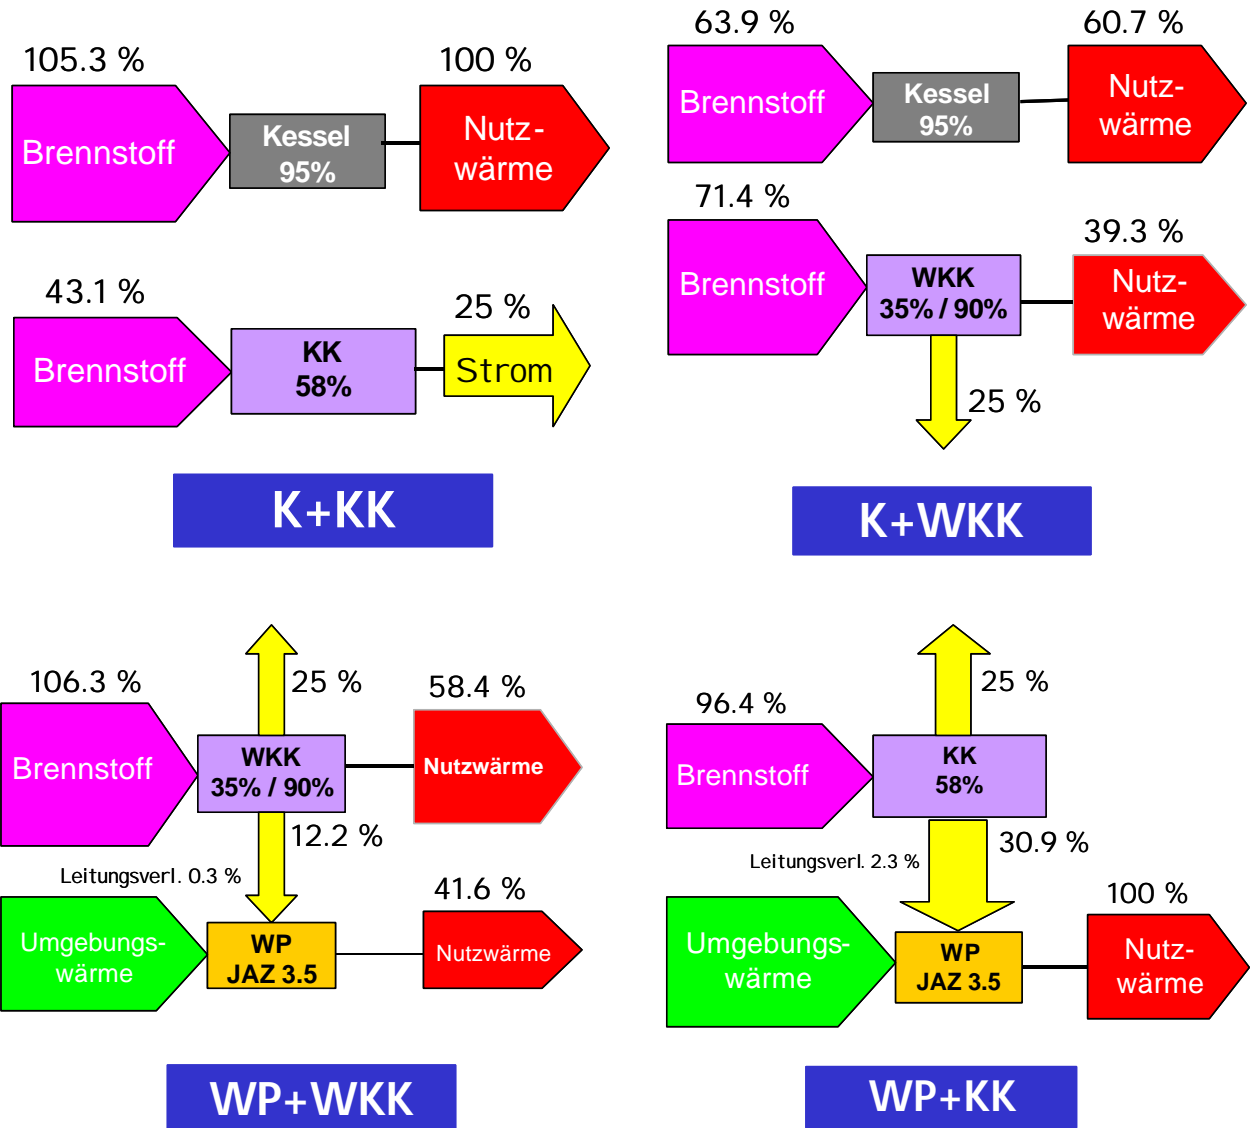 105.3 %
100 %
Brennstoff
Kessel
95%
Nutz-
wärme
43.1 %
25 %
Brennstoff
KK
58%
Strom
K+KK
63.9 %
60.7 %
Brennstoff
Kessel
95%
Nutz-
wärme
71.4 %
39.3 %
Brennstoff
WKK
35% / 90%
Nutz-
wärme
25 %
K+WKK
106.3 %
25 %
58.4 %
Brennstoff
WKK
35% / 90%
Nutzwärme
12.2 %
Leitungsverl. 0.3 %
41.6 %
Umgebungs-
wärme
WP
JAZ 3.5
Nutzwärme
WP+WKK
96.4 %
25 %
Brennstoff
KK
58%
30.9 %
Leitungsverl. 2.3 %
100 %
Umgebungs-
wärme
WP
JAZ 3.5
Nutz-
wärme
WP+KK